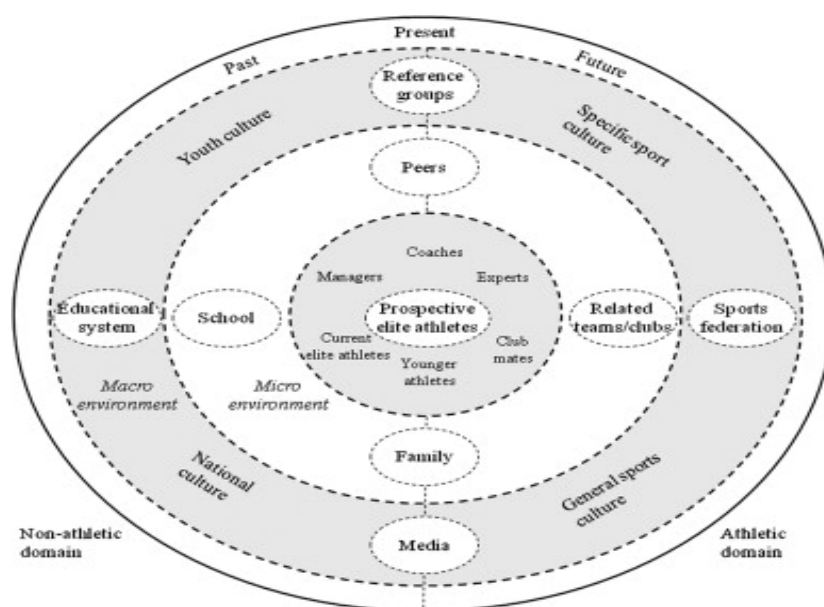 Present
Past
Future
Reference
groups
Youth culture
Specific sport
culture
Peers
Coaches
Managers
Experts
Educational
system
School
Prospective
elite athletes
Related
teams/clubs
Sports
federation
Current
elite athletes
Club
mates
Younger
athletes
Macro
environment
Micro
environment
Family
National
culture
General sports
culture
Media
Non-athletic
domain
Athletic
domain